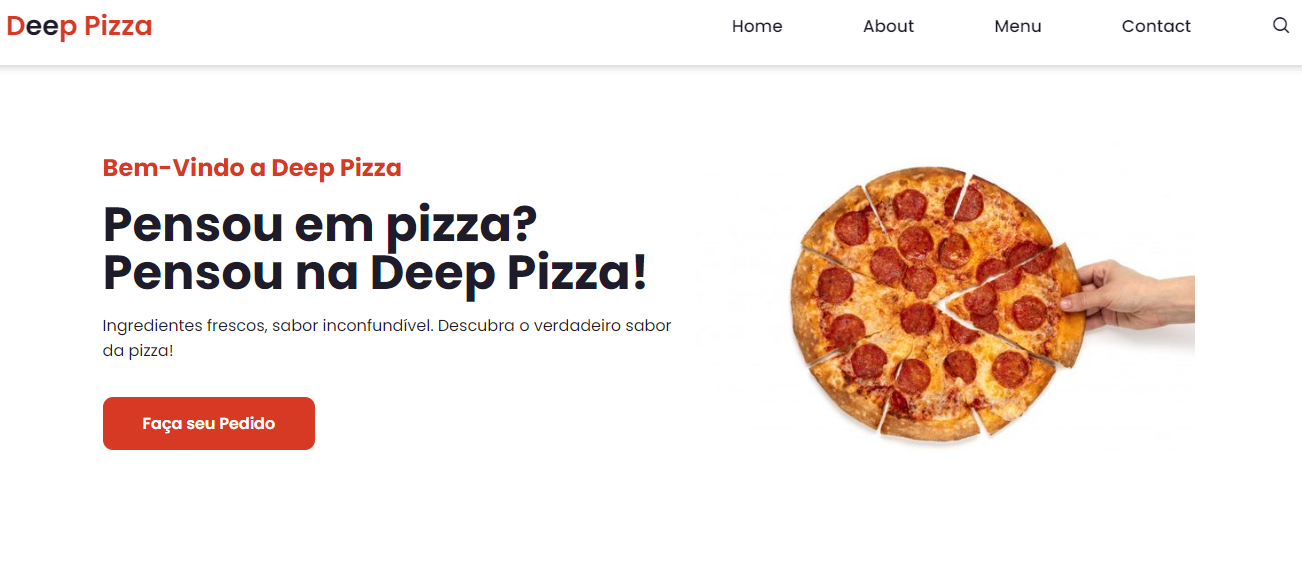 Deep Pizza
Home About Menu Contact
Bem-Vindo a Deep Pizza
Pensou em pizza?
Pensou na Deep Pizza!
Ingredientes frescos, sabor inconfundível. Descubra o verdadeiro sabor
da pizza!
Faça seu Pedido